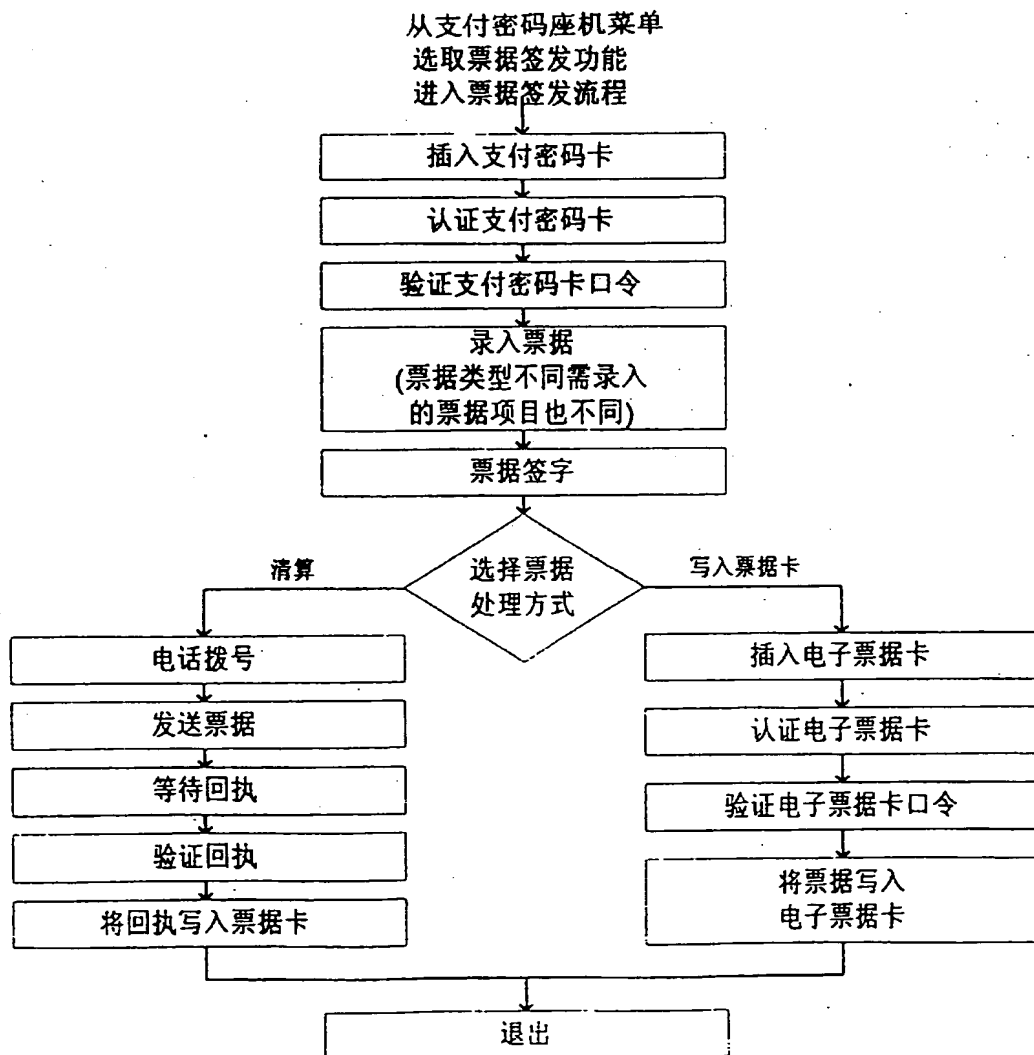 从支付密码座机菜单
选取票据签发功能
进入票据签发流程
插入支付密码卡
认证支付密码卡
验证支付密码卡口令
录入票据
(票据类型不同需录入
的票据项目也不同)
票据签字
选择票据
处理方式
清算
写入票据卡
电话拨号
发送票据
等待回执
验证回执
将回执写入票据卡
插入电子票据卡
认证电子票据卡
验证电子票据卡口令
将票据写入
电子票据卡
退出